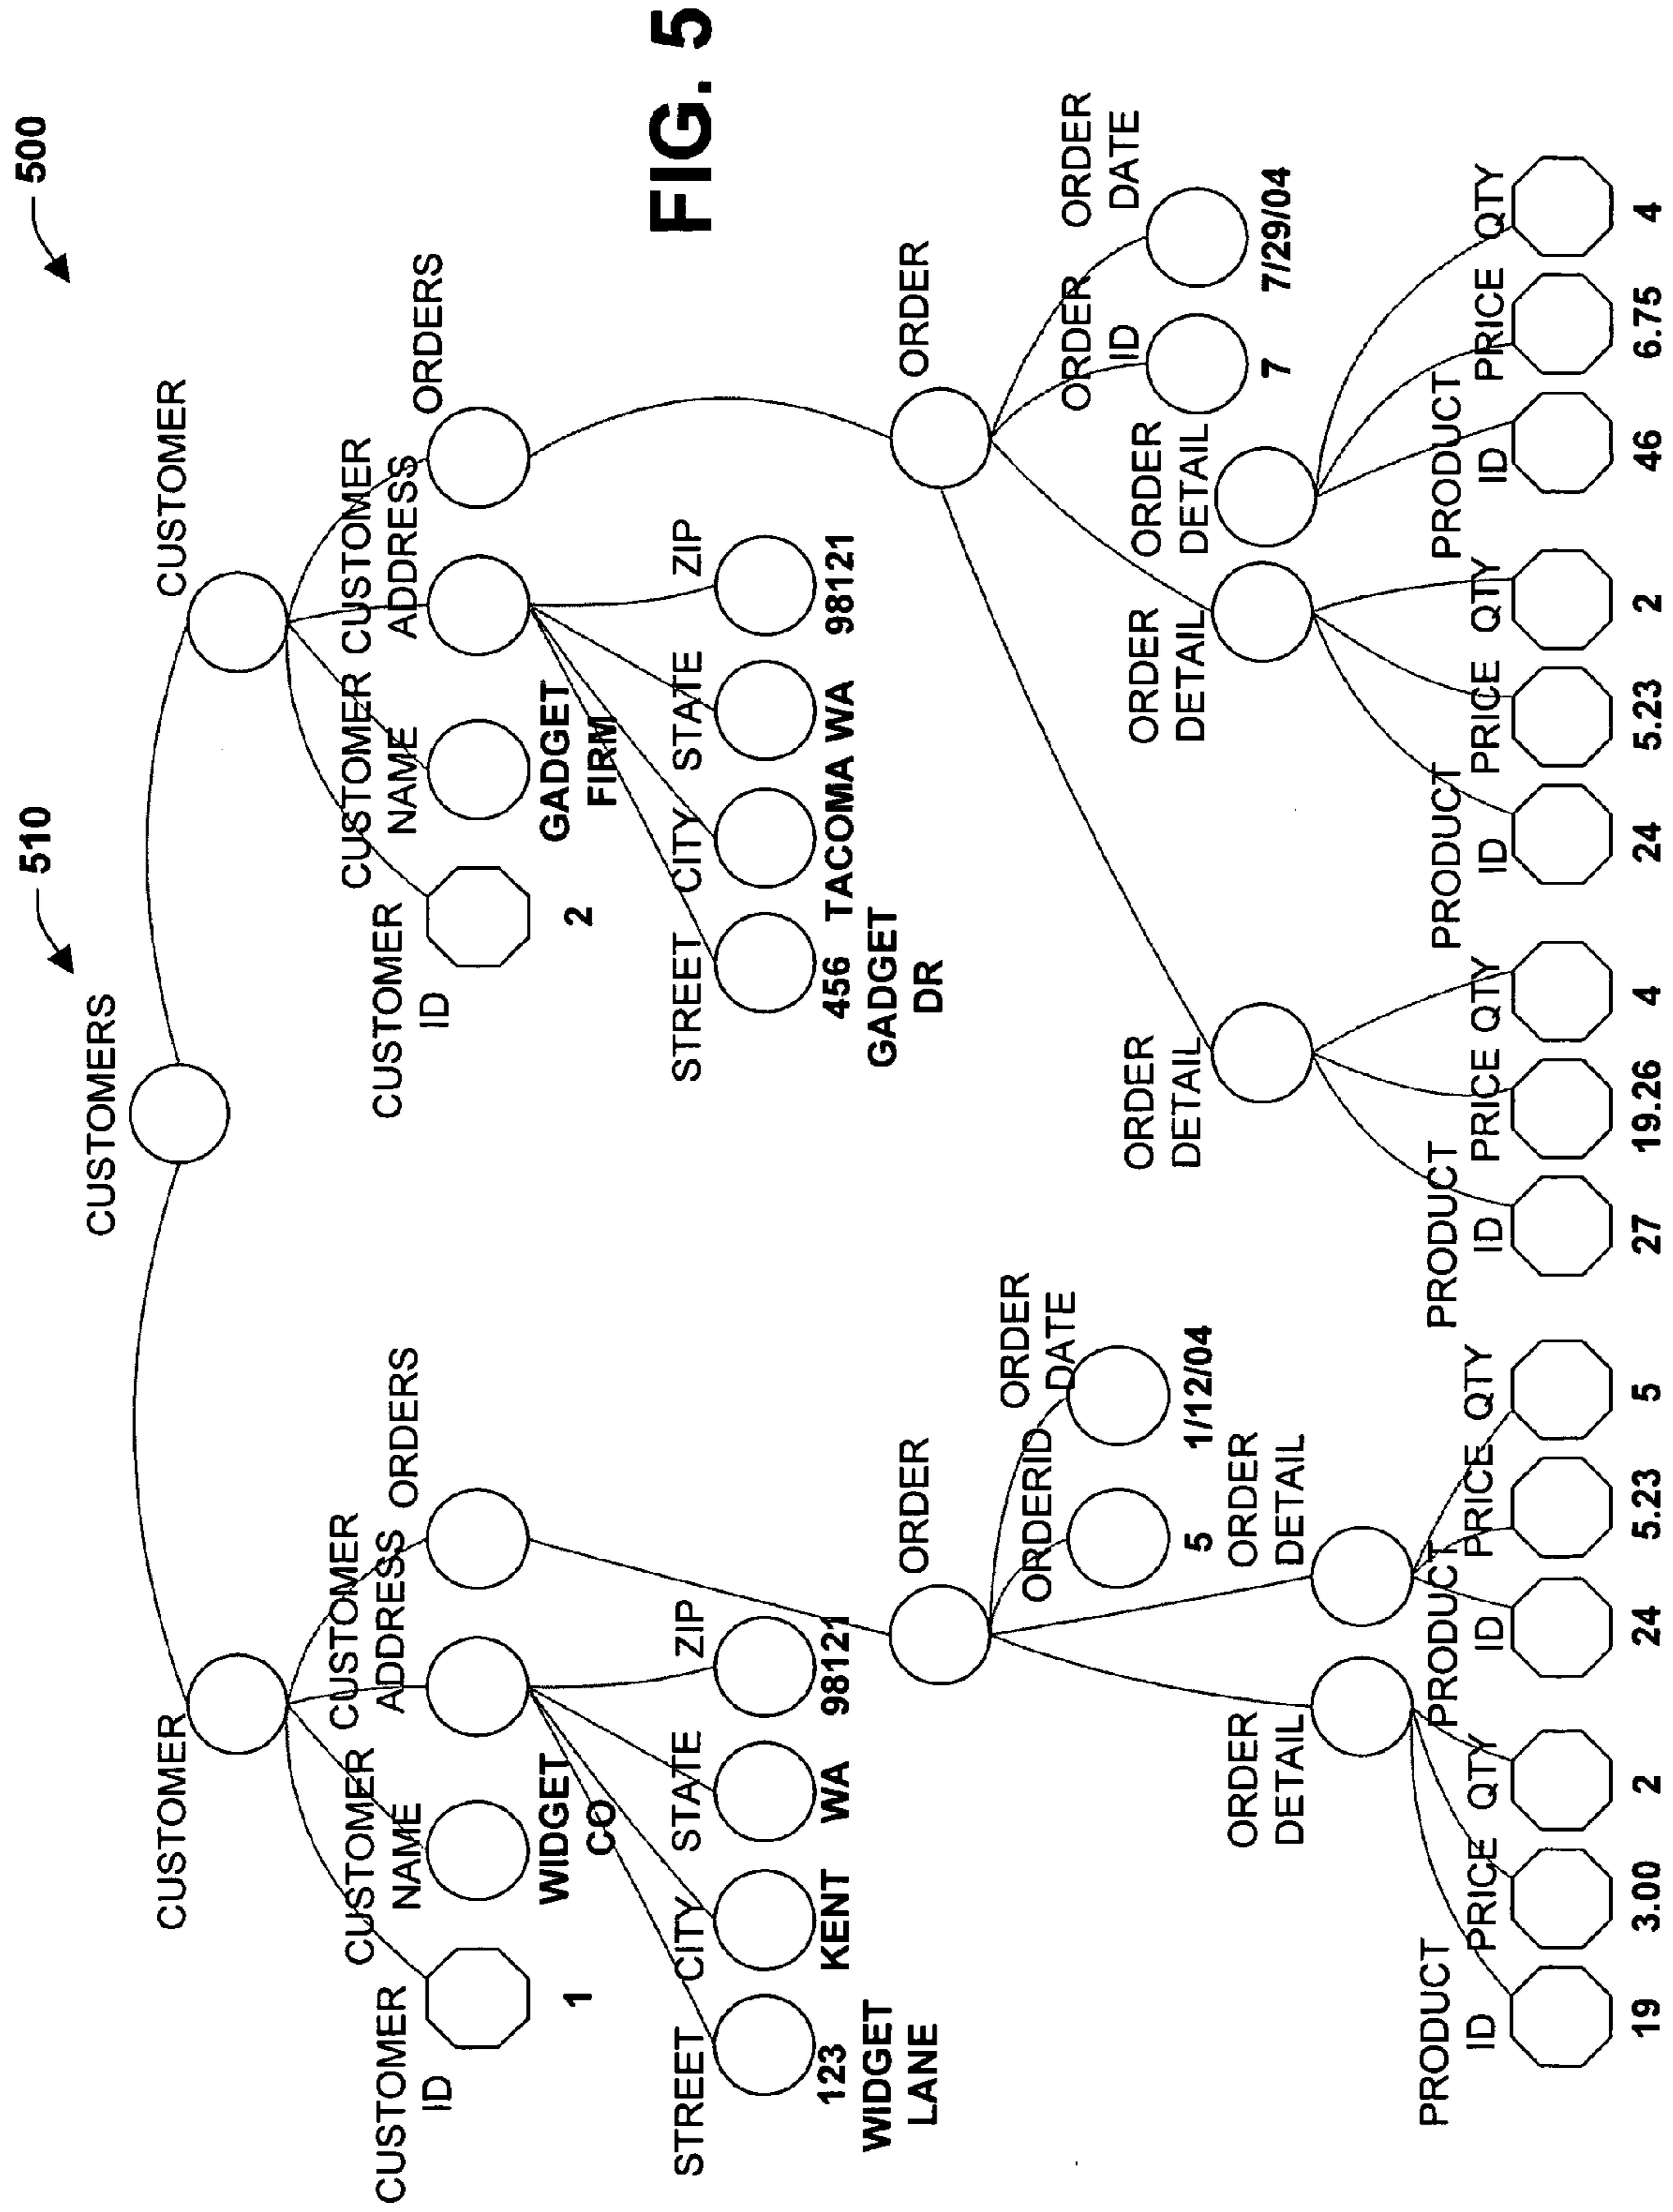 500
510
CUSTOMERS
CUSTOMER
CUSTOMER
CUSTOMER
ID
1
CUSTOMER
NAME
WIDGET
CO
CUSTOMER
ADDRESS
ORDERS
CUSTOMER
ID
2
CUSTOMER
NAME
GADGET
FIRM
CUSTOMER
ADDRESS
ORDERS
STREET
123
WIDGET
LANE
CITY
KENT
STATE
WA
ZIP
98121
STREET
456
GADGET
DR
CITY
TACOMA
STATE
WA
ZIP
98121
FIG. 5
ORDER
ORDERID
5
ORDER
DATE
1/12/04
ORDER
ORDER
ID
7
ORDER
DATE
7/29/04
ORDER
DETAIL
ORDER
DETAIL
ORDER
DETAIL
ORDER
DETAIL
ORDER
DETAIL
PRODUCT
ID
19
PRICE
3.00
QTY
2
PRODUCT
ID
24
PRICE
5.23
QTY
5
PRODUCT
ID
27
PRICE
19.26
QTY
4
PRODUCT
ID
24
PRICE
5.23
QTY
2
PRODUCT
ID
46
PRICE
6.75
QTY
4